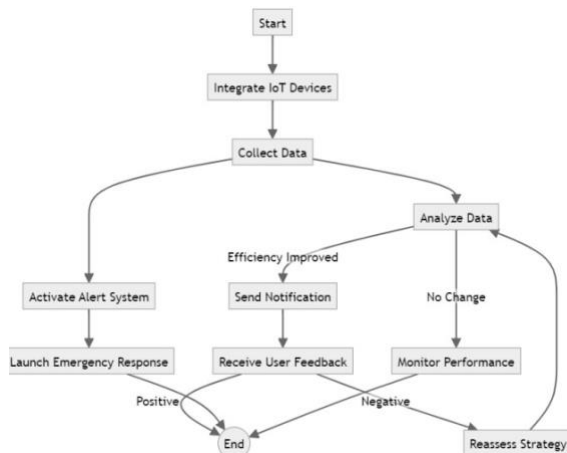 Start
Integrate IoT Devices
Collect Data
Analyze Data
Efficiency Improved
Activate Alert System
Send Notification
No Change
Launch Emergency Response
Receive User Feedback
Monitor Performance
Positive
Negative
End
Reassess Strategy